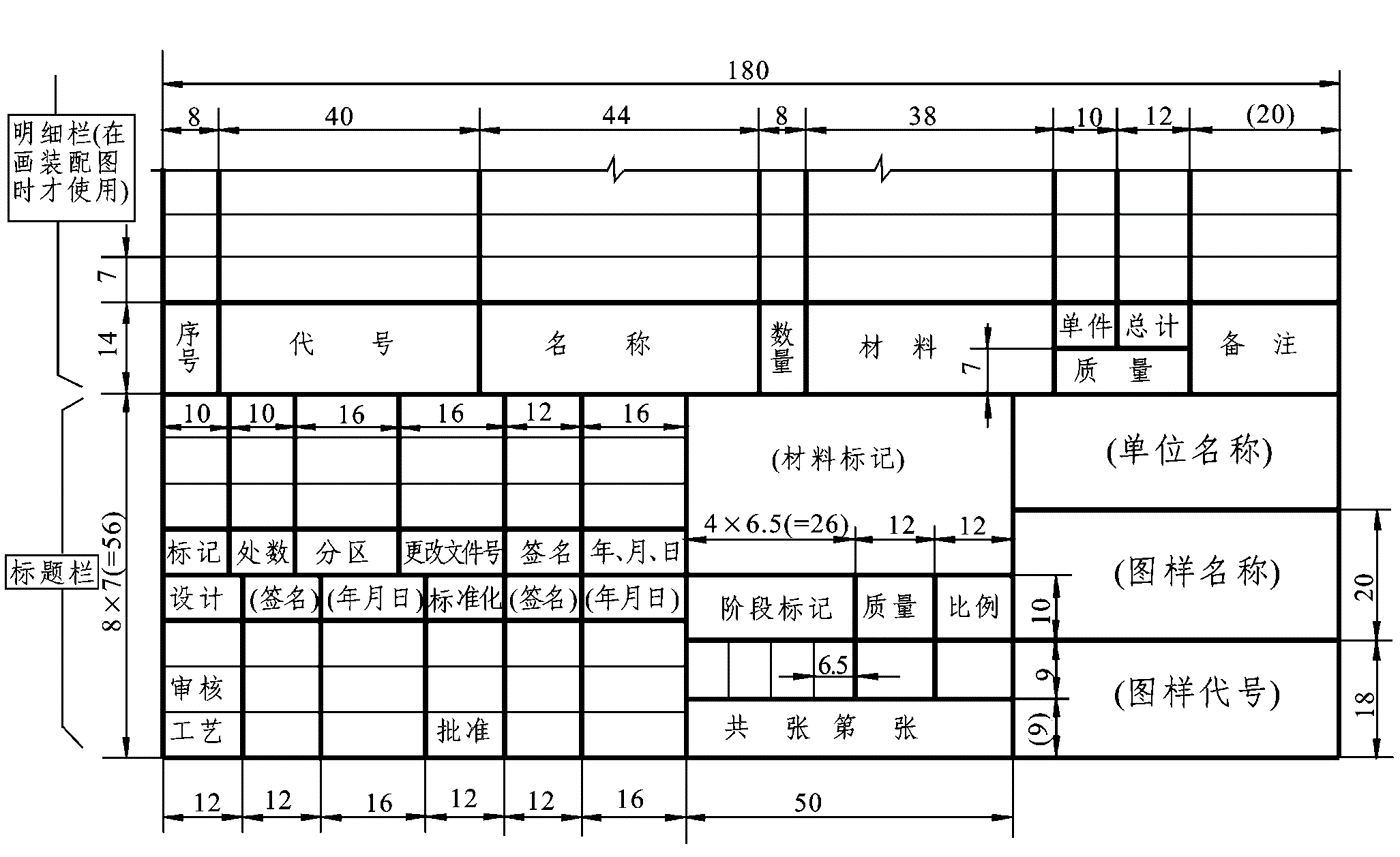 180
8 40 44 8 38 10 12 (20)
明细栏(在
画装配图
时才使用)
7
14
序号 代 号 名 称 数量 材 料 7 单件 总计 备 注
质 量
10 10 16 16 12 16
(材料标记)
(单位名称)
4×6.5(=26) 12 12
标记 处数 分区 更改文件号 签名 年、月、日
标题栏
8×7(=56)
设计 (签名) (年月日) 标准化 (签名) (年月日)
阶段标记 质量 比例 10
(图样名称)
20
6.5 9
审核
(图样代号)
18
工艺 批准
共 张 第 张 (9)
12 12 16 12 12 16 50